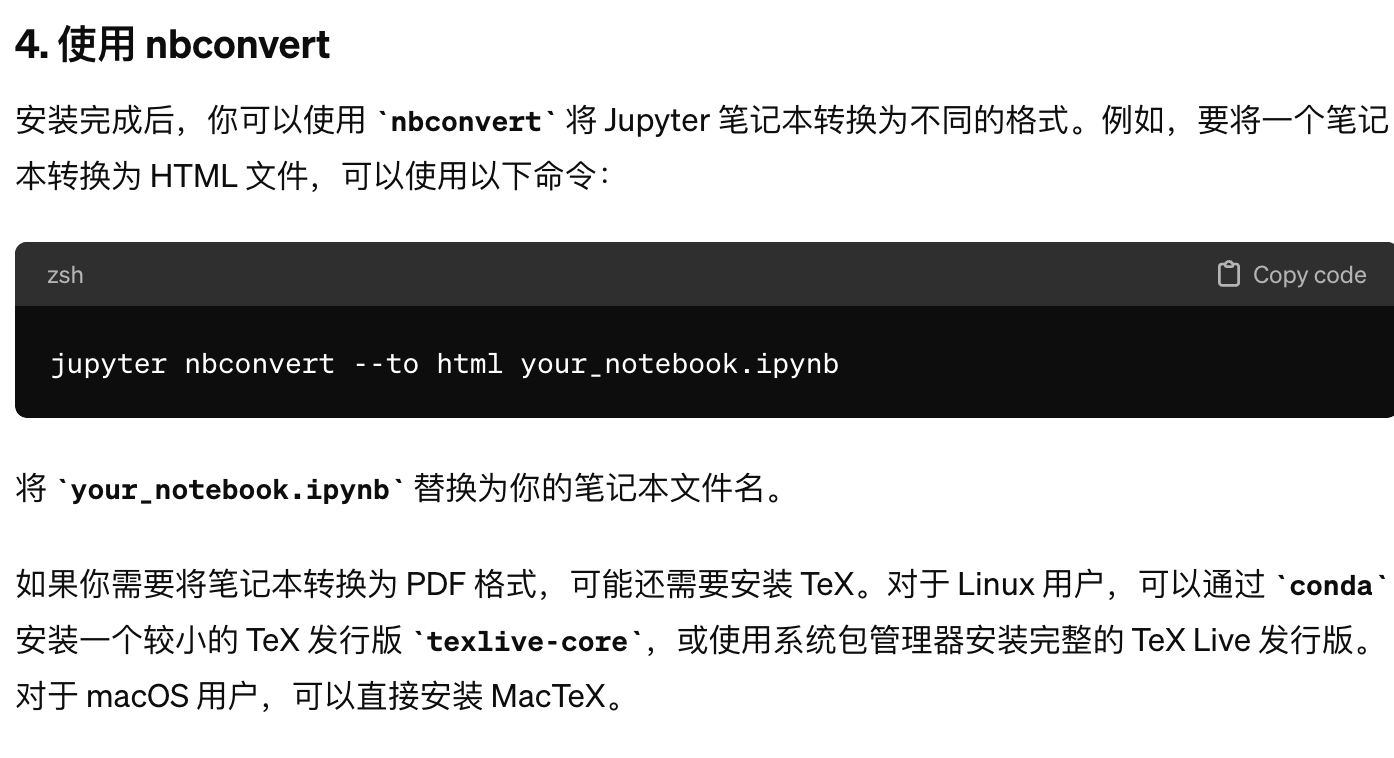 4. 使用 nbconvert
安装完成后，你可以使用 `nbconvert` 将 Jupyter 笔记本转换为不同的格式。例如，要将一个笔记
本转换为 HTML 文件，可以使用以下命令：
zsh
Copy code
jupyter nbconvert --to html your_notebook.ipynb
将 `your_notebook.ipynb` 替换为你的笔记本文件名。
如果你需要将笔记本转换为 PDF 格式，可能还需要安装 TeX。对于 Linux 用户，可以通过 `conda`
安装一个较小的 TeX 发行版 `texlive-core`，或使用系统包管理器安装完整的 TeX Live 发行版。
对于 macOS 用户，可以直接安装 MacTeX。